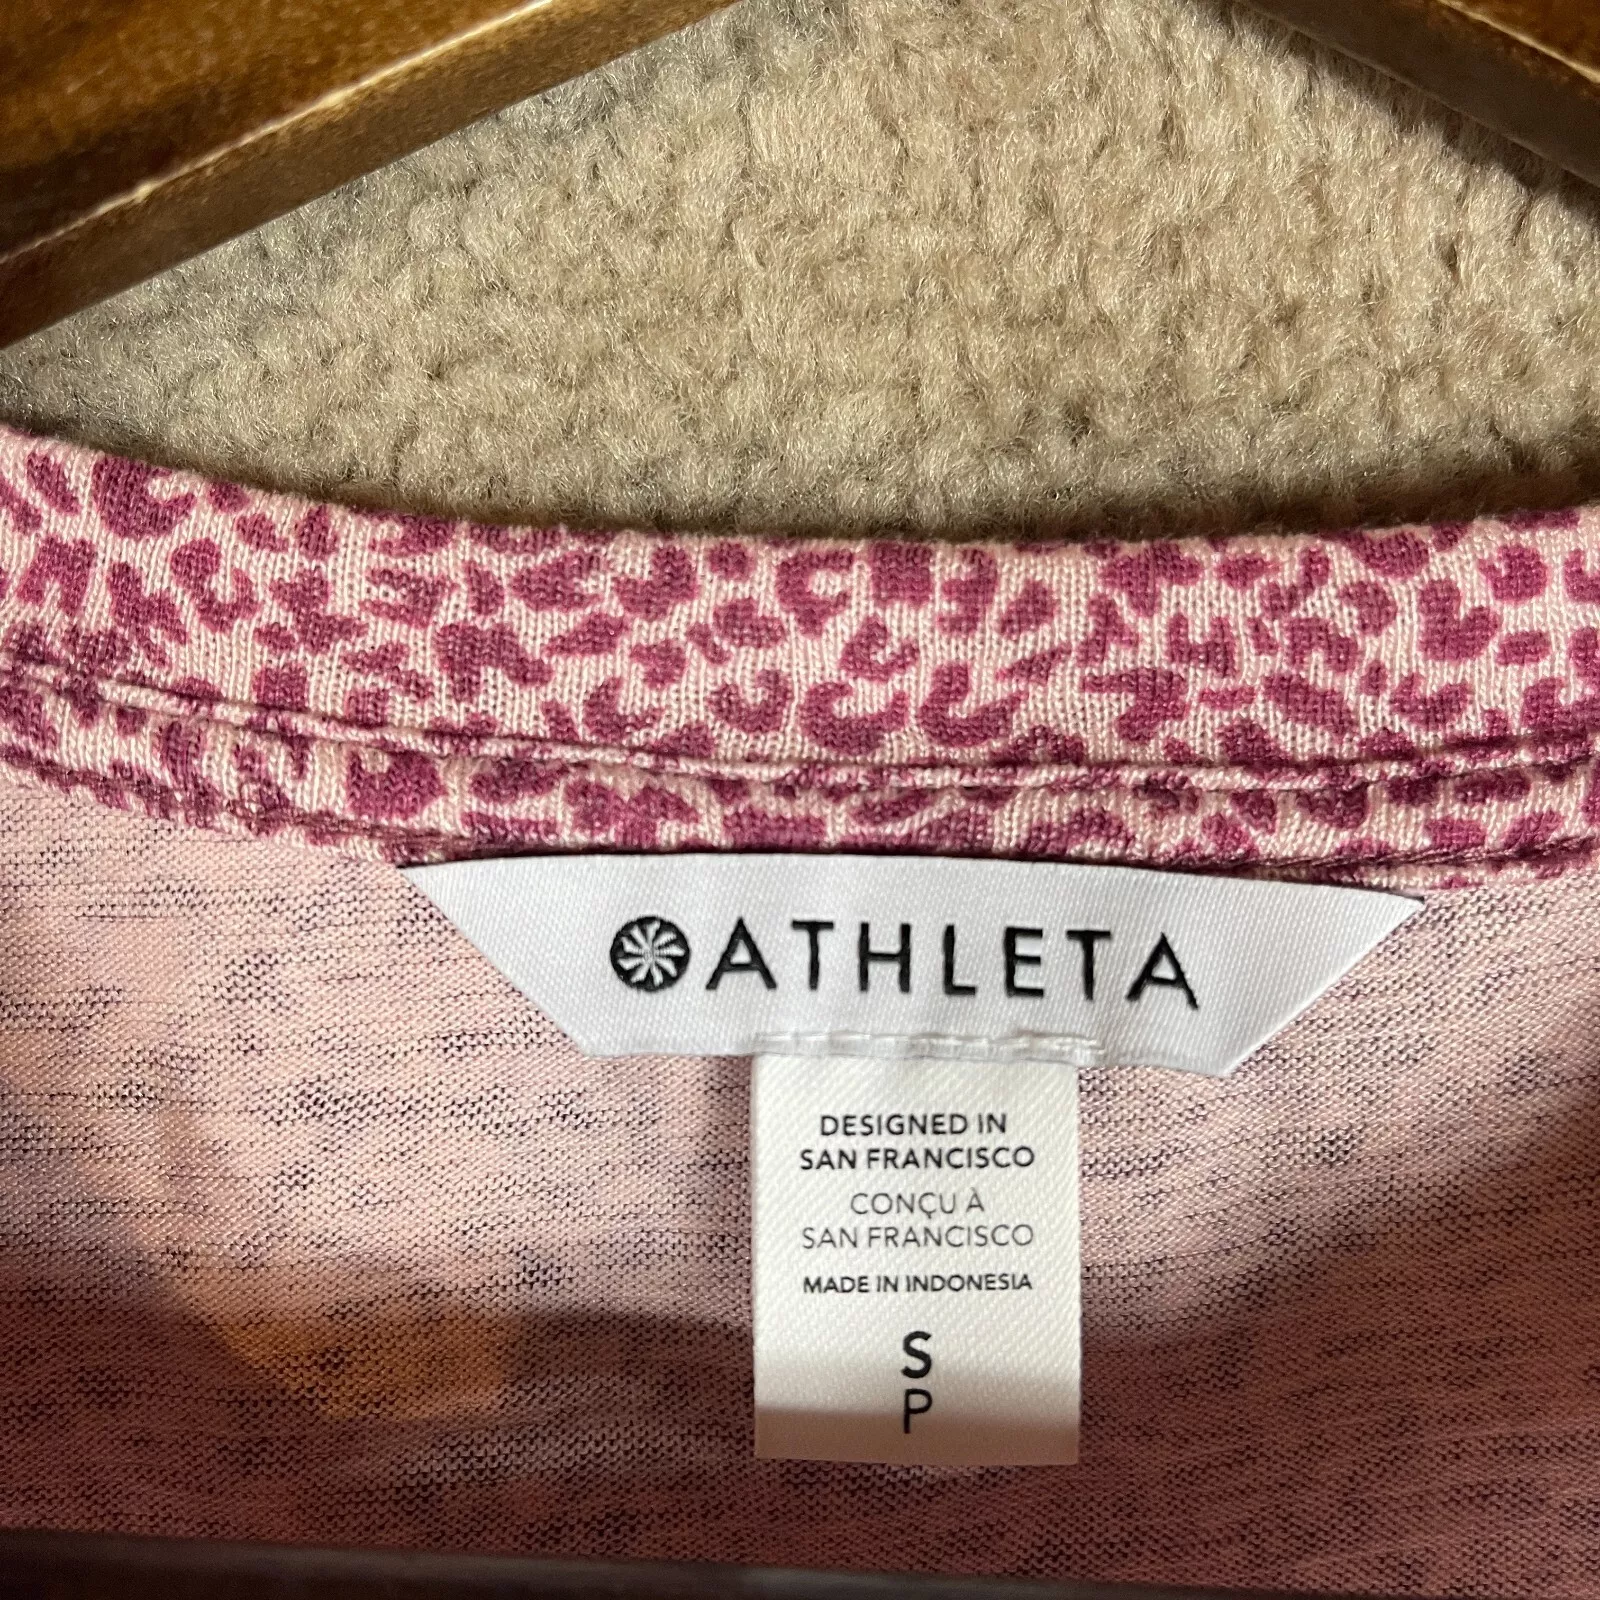 ATHLETA
DESIGNED IN
SAN FRANCISCO
CONÇU À
SAN FRANCISCO
MADE IN INDONESIA
S
P